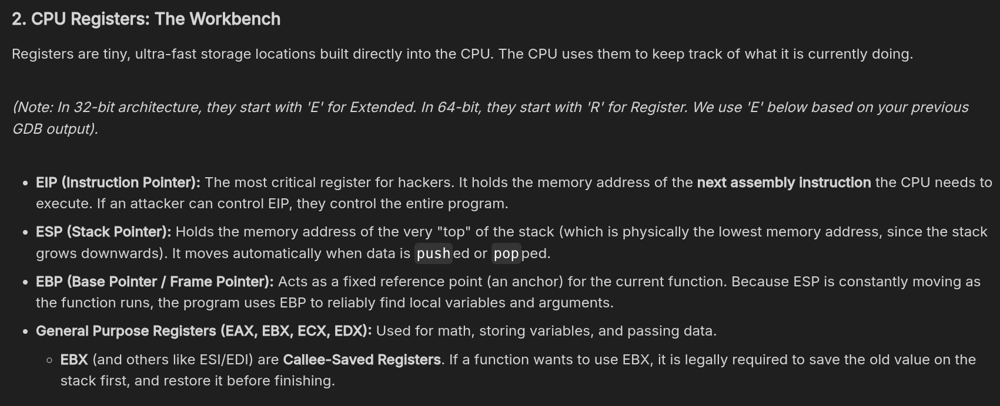 2. CPU Registers: The Workbench
Registers are tiny, ultra-fast storage locations built directly into the CPU. The CPU uses them to keep track of what it is currently doing.
(Note: In 32-bit architecture, they start with 'E' for Extended. In 64-bit, they start with 'R' for Register. We use 'E' below based on your previous
GDB output).
• EIP (Instruction Pointer): The most critical register for hackers. It holds the memory address of the next assembly instruction the CPU needs to
execute. If an attacker can control EIP, they control the entire program.
• ESP (Stack Pointer): Holds the memory address of the very "top" of the stack (which is physically the lowest memory address, since the stack
grows downwards). It moves automatically when data is pushed or popped.
• EBP (Base Pointer / Frame Pointer): Acts as a fixed reference point (an anchor) for the current function. Because ESP is constantly moving as
the function runs, the program uses EBP to reliably find local variables and arguments.
• General Purpose Registers (EAX, EBX, ECX, EDX): Used for math, storing variables, and passing data.
◦ EBX (and others like ESI/EDI) are Callee-Saved Registers. If a function wants to use EBX, it is legally required to save the old value on the
stack first, and restore it before finishing.